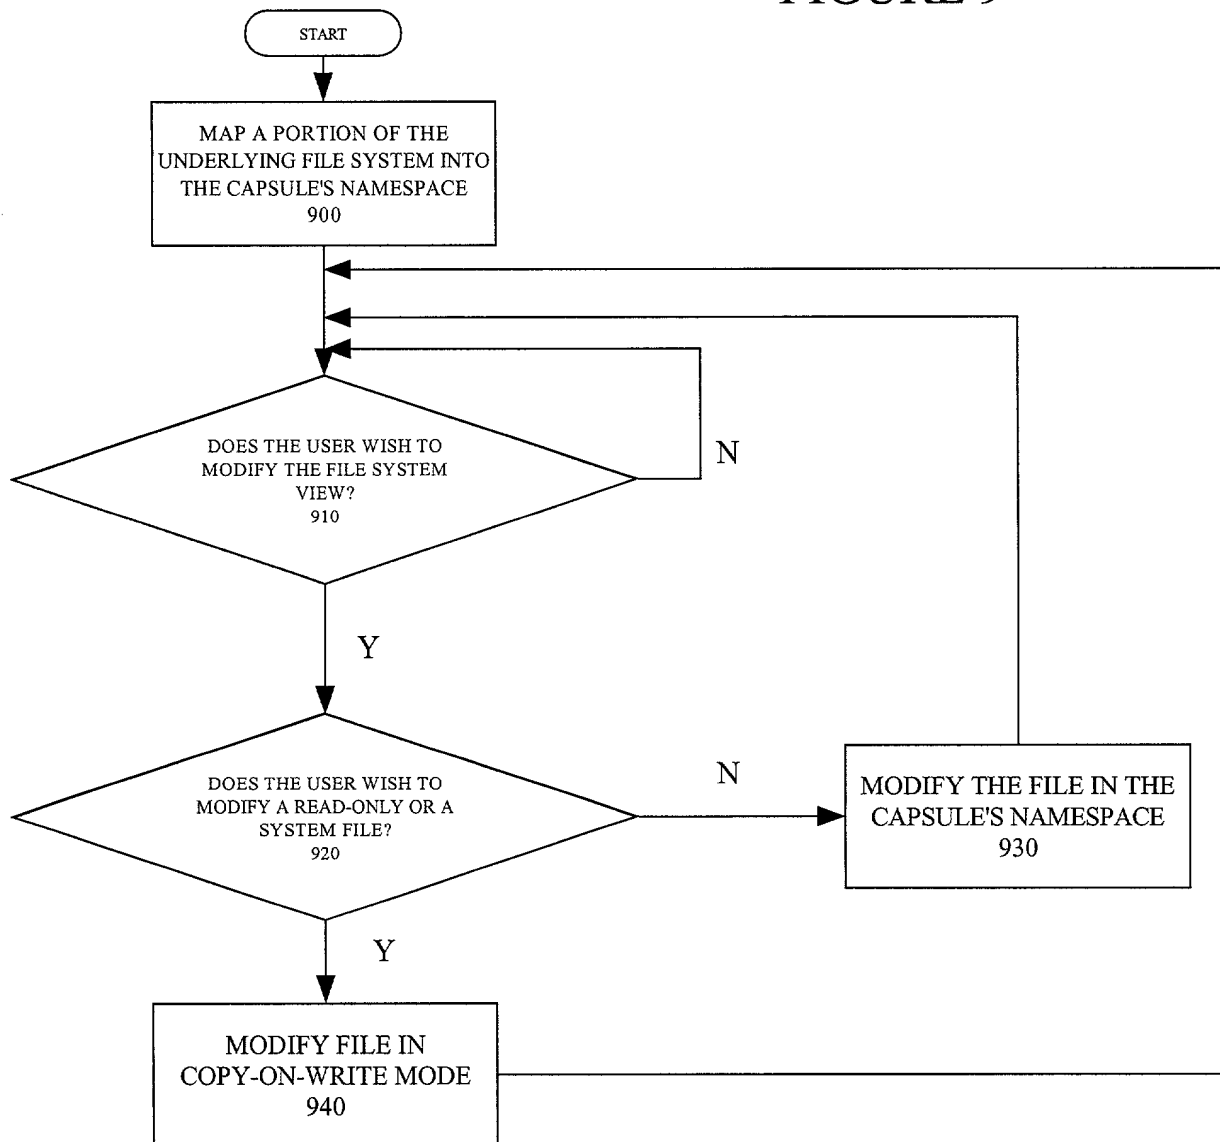 FIGURE 9
START
MAP A PORTION OF THE
UNDERLYING FILE SYSTEM INTO
THE CAPSULE'S NAMESPACE
900
DOES THE USER WISH TO
MODIFY THE FILE SYSTEM
VIEW?
910
N
Y
DOES THE USER WISH TO
MODIFY A READ-ONLY OR A
SYSTEM FILE?
920
N
MODIFY THE FILE IN THE
CAPSULE'S NAMESPACE
930
Y
MODIFY FILE IN
COPY-ON-WRITE MODE
940